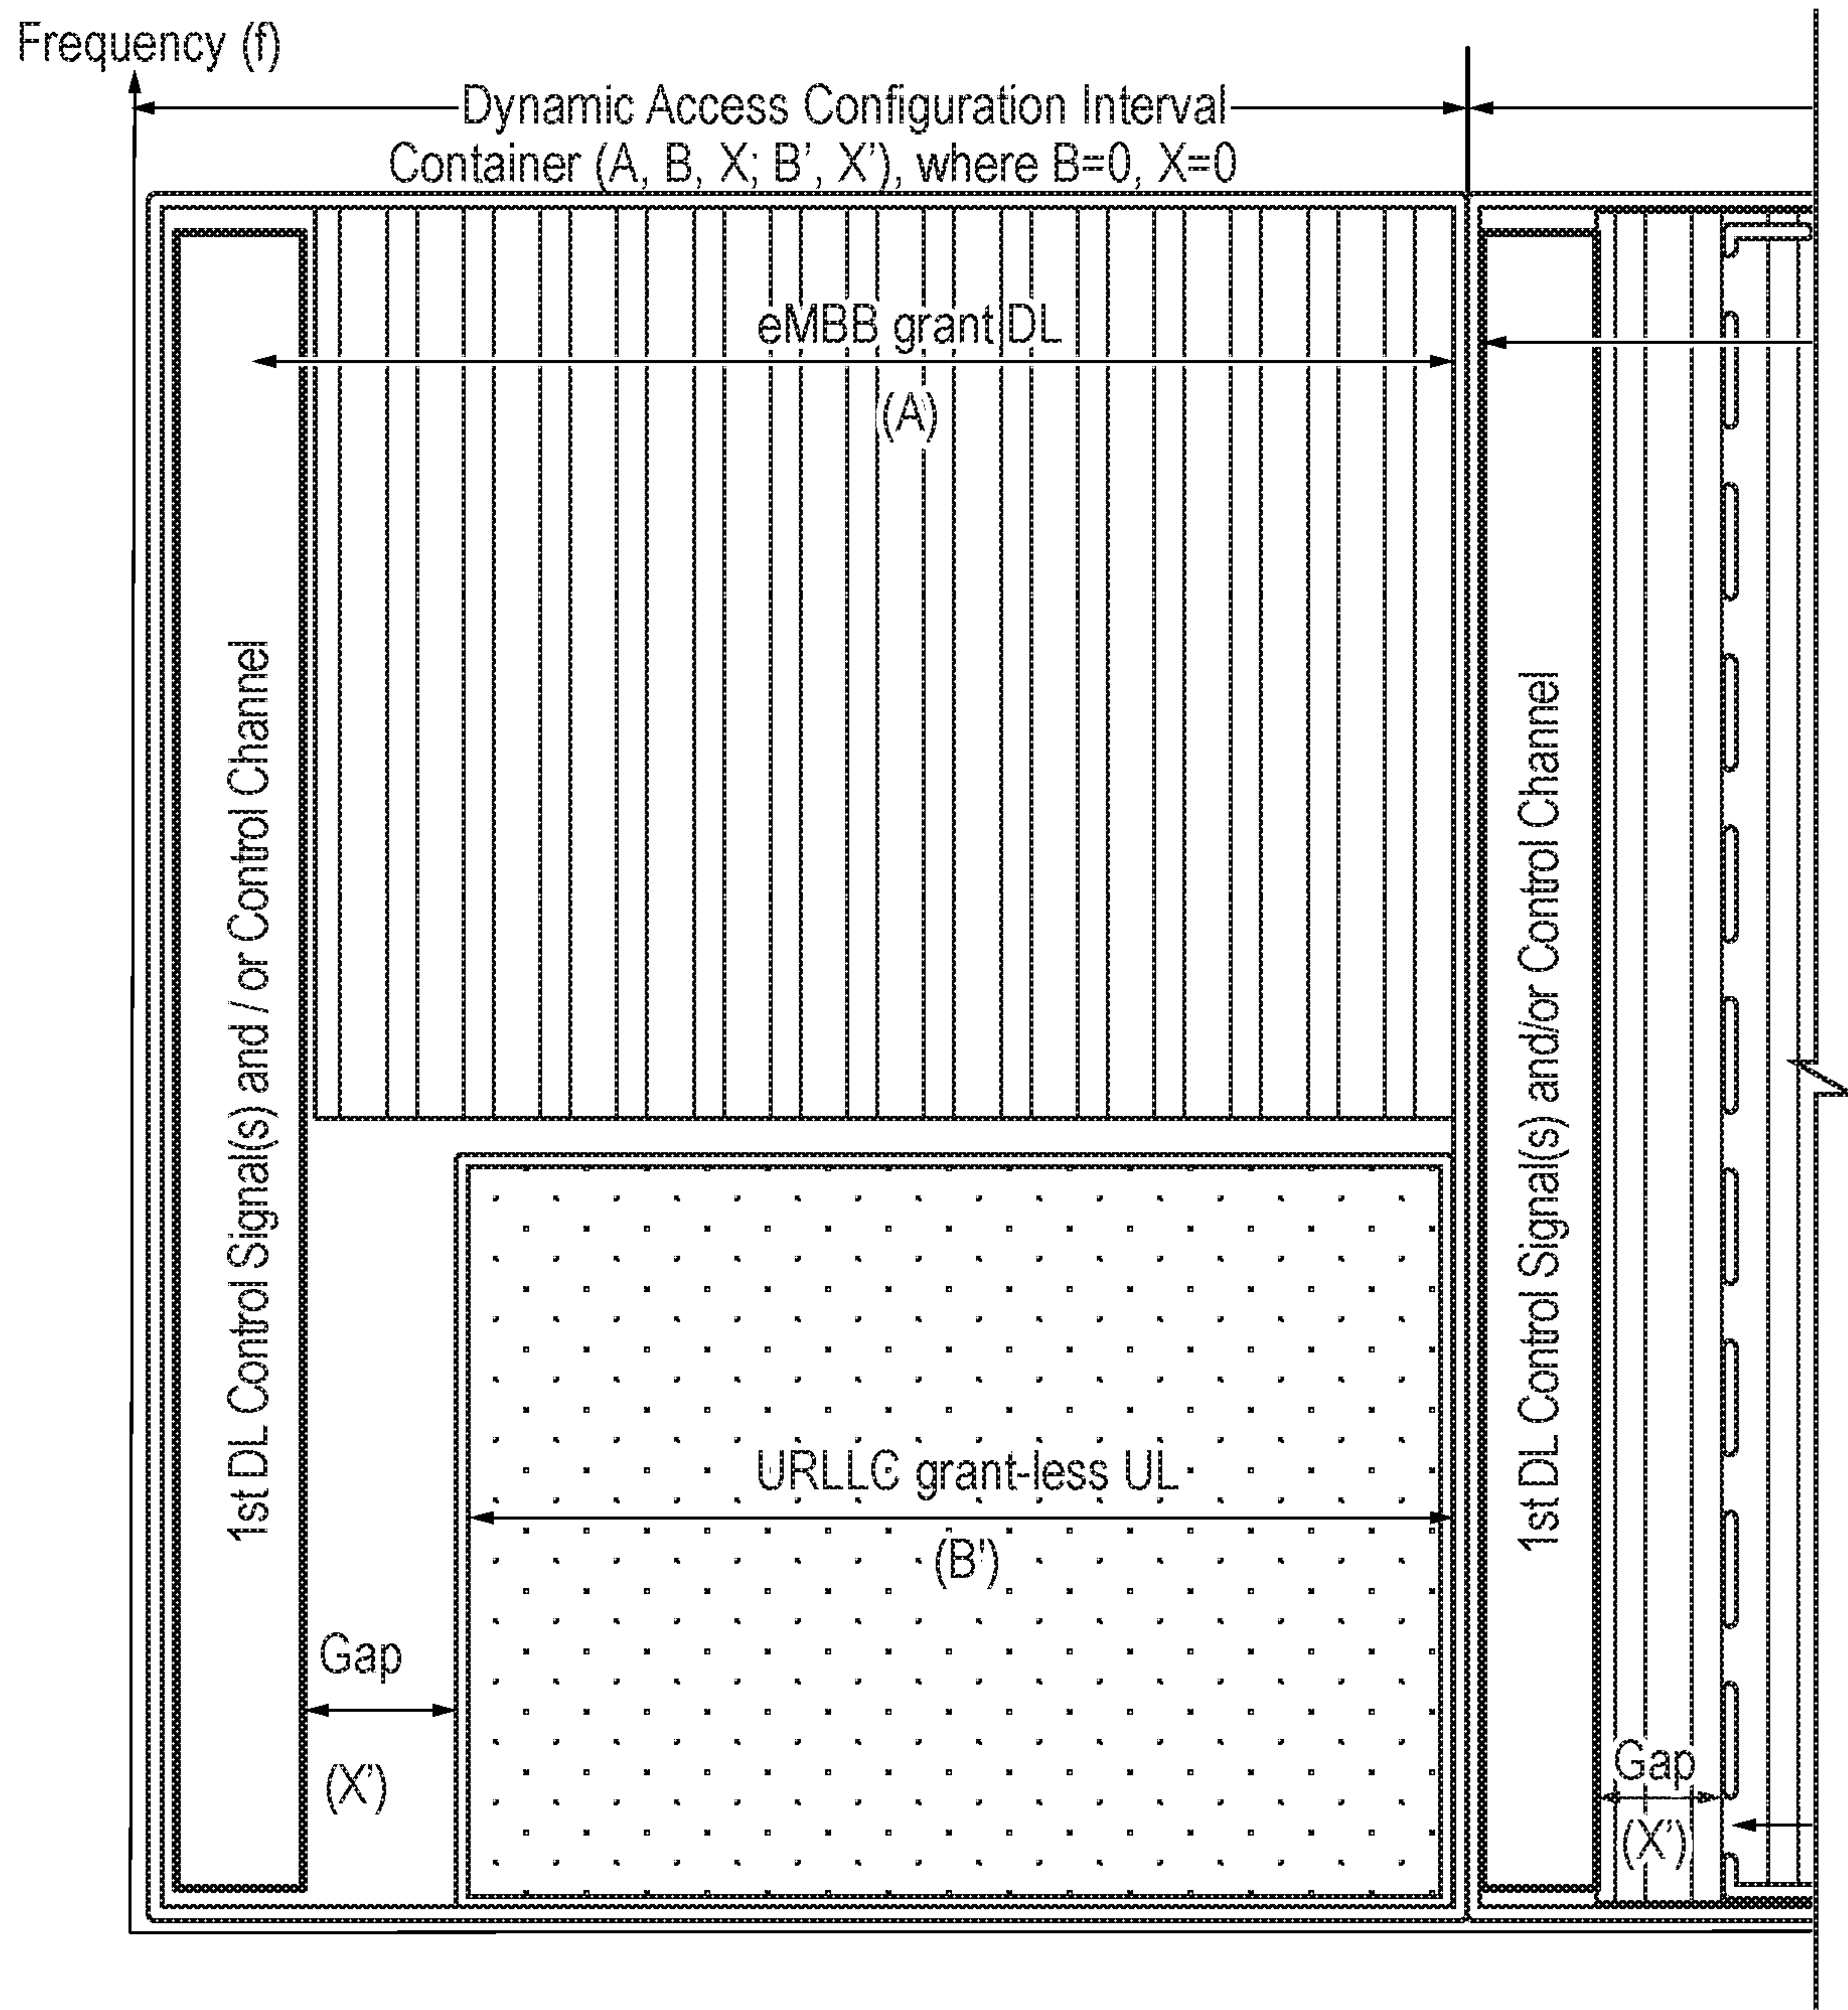 Frequency (f)
Dynamic Access Configuration Interval
Container (A, B, X; B’, X’), where B=0, X=0
eMBB grant DL
(A)
1st DL Control Signal(s) and / or Control Channel
1st DL Control Signal(s) and/or Control Channel
URLLC grant-less UL
(B')
Gap
(X’)
Gap
(X’)